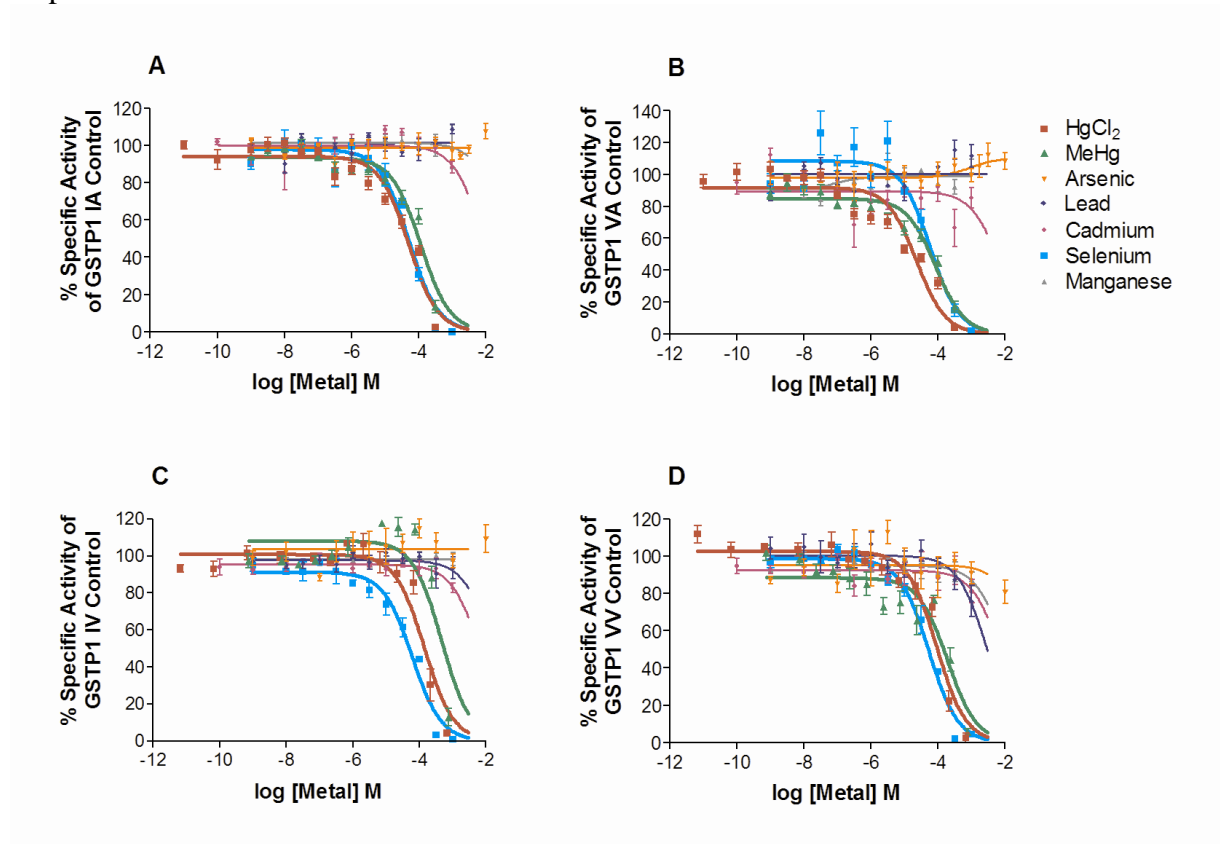 A
% Specific Activity
of GSTP1 IA Control
120
100
80
60
40
20
0
-12 -10 -8 -6 -4 -2
log [Metal] M
B
% Specific Activity of
GSTP1 VA Control
140
120
100
80
60
40
20
0
-12 -10 -8 -6 -4 -2
log [Metal] M
HgCl₂
MeHg
Arsenic
Lead
Cadmium
Selenium
Manganese
C
% Specific Activity of
GSTP1 IV Control
120
100
80
60
40
20
0
-12 -10 -8 -6 -4 -2
log [Metal] M
D
% Specific Activity of
GSTP1 VV Control
120
100
80
60
40
20
0
-12 -10 -8 -6 -4 -2
log [Metal] M